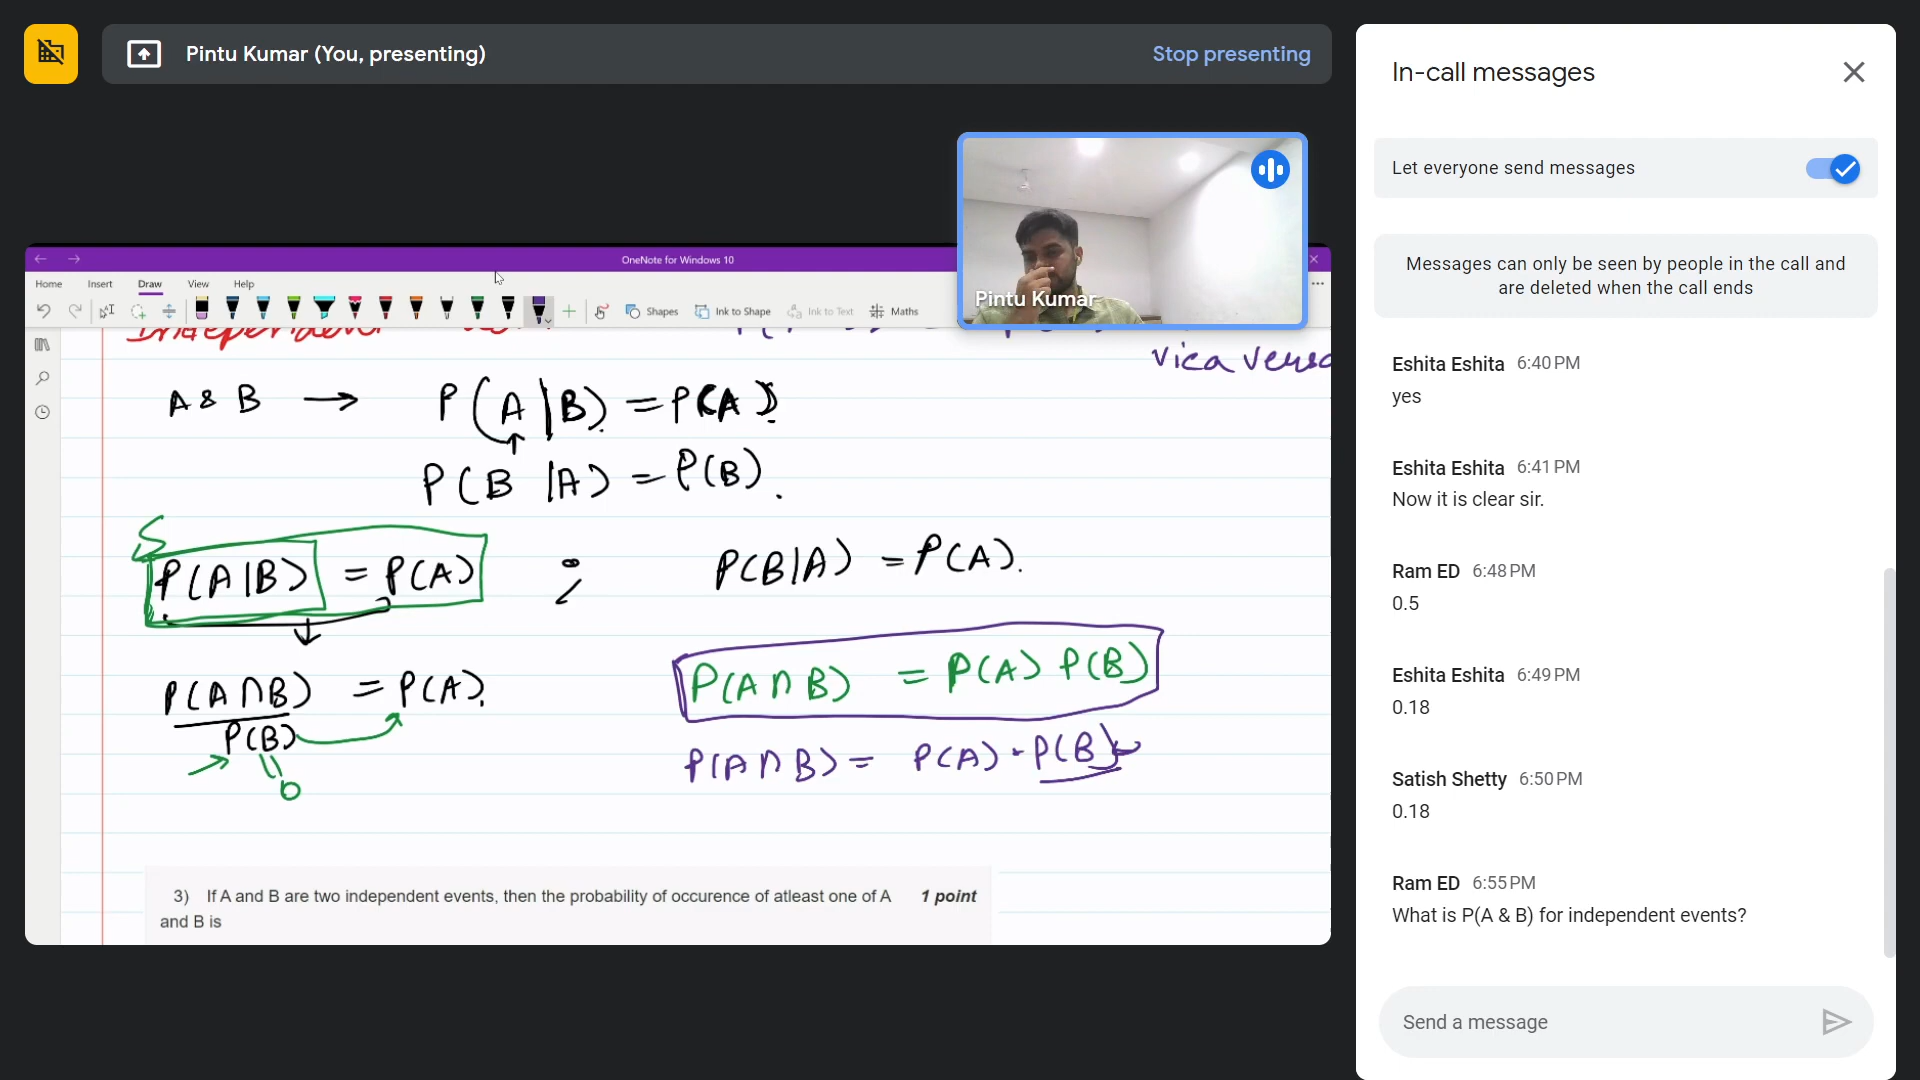 Pintu Kumar (You, presenting)
Stop presenting
OneNote for Windows 10
Home Insert Draw View Help
Shapes Ink to Shape Ink to Text Maths
Pintu Kumar
vica versa
A & B → P(A|B) = P(A)
P(B|A) = P(B).
P(A|B) = P(A) ; P(B|A) = P(A).
P(A∩B) = P(A).
P(B)
0
P(A∩B) = P(A) P(B)
P(A∩B) = P(A) · P(B)
3) If A and B are two independent events, then the probability of occurence of atleast one of A 1 point
and B is
In-call messages
Let everyone send messages
Messages can only be seen by people in the call and
are deleted when the call ends
Eshita Eshita 6:40 PM
yes
Eshita Eshita 6:41 PM
Now it is clear sir.
Ram ED 6:48 PM
0.5
Eshita Eshita 6:49 PM
0.18
Satish Shetty 6:50 PM
0.18
Ram ED 6:55 PM
What is P(A & B) for independent events?
Send a message